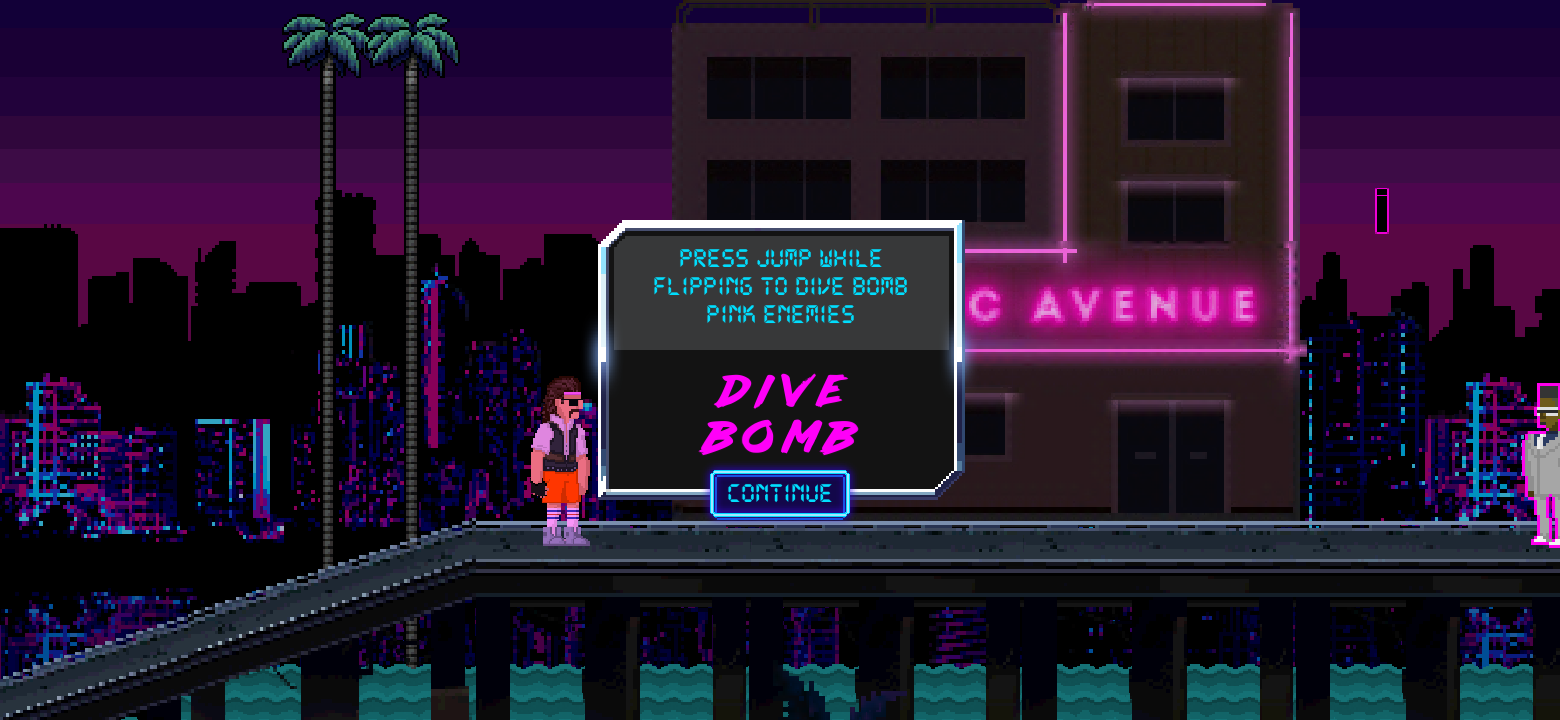 PRESS JUMP WHILE
FLIPPING TO DIVE BOMB
PINK ENEMIES
C AVENUE
DIVE
BOMB
CONTINUE